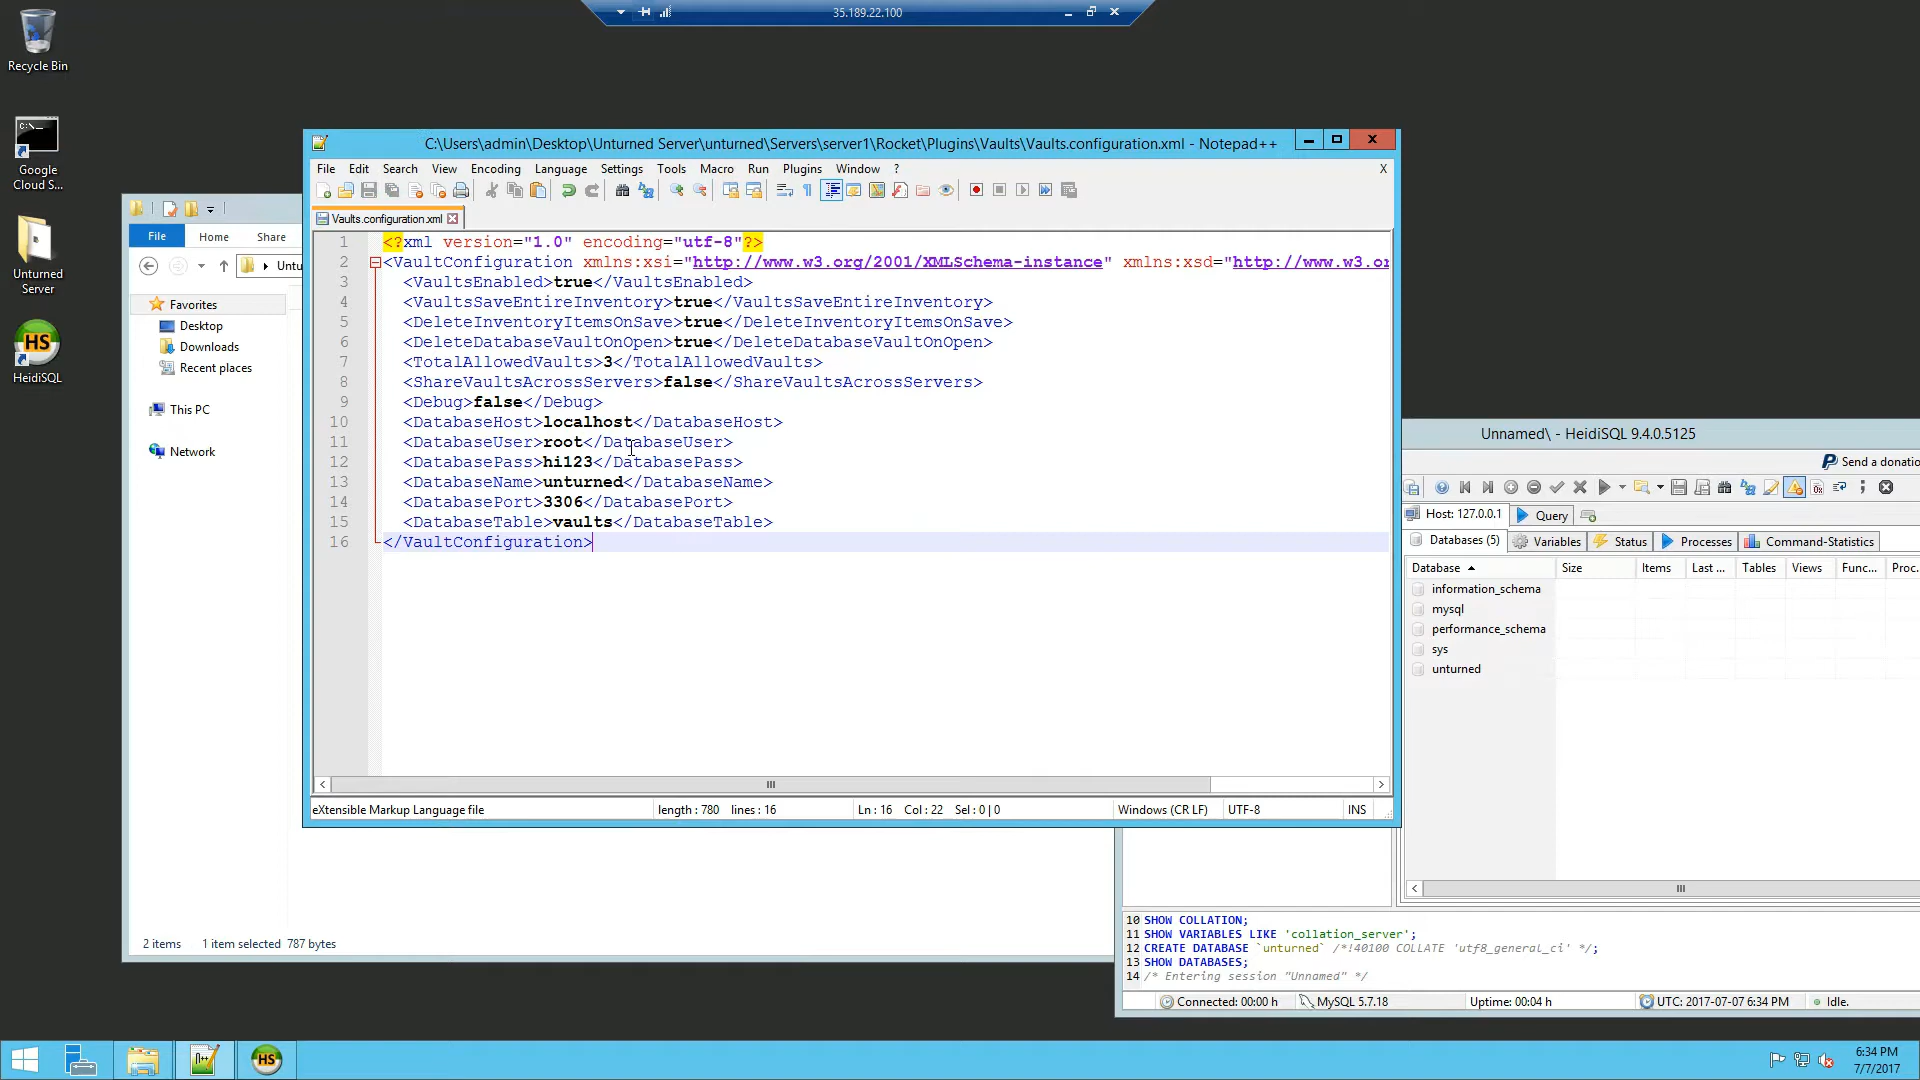 35.189.22.100
Recycle Bin
Google
Cloud S...
Unturned
Server
HeidiSQL
File
Home
Share
Untu
Favorites
Desktop
Downloads
Recent places
This PC
Network
2 items
1 item selected 787 bytes
C:\Users\admin\Desktop\Unturned Server\unturned\Servers\server1\Rocket\Plugins\Vaults\Vaults.configuration.xml - Notepad++
File Edit Search View Encoding Language Settings Tools Macro Run Plugins Window ?
X
Vaults.configuration.xml
1 <?xml version="1.0" encoding="utf-8"?>
2 <VaultConfiguration xmlns:xsi="http://www.w3.org/2001/XMLSchema-instance" xmlns:xsd="http://www.w3.or
3 <VaultsEnabled>true</VaultsEnabled>
4 <VaultsSaveEntireInventory>true</VaultsSaveEntireInventory>
5 <DeleteInventoryItemsOnSave>true</DeleteInventoryItemsOnSave>
6 <DeleteDatabaseVaultOnOpen>true</DeleteDatabaseVaultOnOpen>
7 <TotalAllowedVaults>3</TotalAllowedVaults>
8 <ShareVaultsAcrossServers>false</ShareVaultsAcrossServers>
9 <Debug>false</Debug>
10 <DatabaseHost>localhost</DatabaseHost>
11 <DatabaseUser>root</DatabaseUser>
12 <DatabasePass>hi123</DatabasePass>
13 <DatabaseName>unturned</DatabaseName>
14 <DatabasePort>3306</DatabasePort>
15 <DatabaseTable>vaults</DatabaseTable>
16 </VaultConfiguration>
eXtensible Markup Language file length : 780 lines : 16 Ln : 16 Col : 22 Sel : 0 | 0 Windows (CR LF) UTF-8 INS
Unnamed\ - HeidiSQL 9.4.0.5125
Send a donatio
Host: 127.0.0.1 Query
Databases (5) Variables Status Processes Command-Statistics
Database Size Items Last ... Tables Views Func... Proc.
information_schema
mysql
performance_schema
sys
unturned
10 SHOW COLLATION;
11 SHOW VARIABLES LIKE 'collation_server';
12 CREATE DATABASE `unturned` /*!40100 COLLATE 'utf8_general_ci' */;
13 SHOW DATABASES;
14 /* Entering session "Unnamed" */
Connected: 00:00 h MySQL 5.7.18 Uptime: 00:04 h UTC: 2017-07-07 6:34 PM Idle.
HS
6:34 PM
7/7/2017